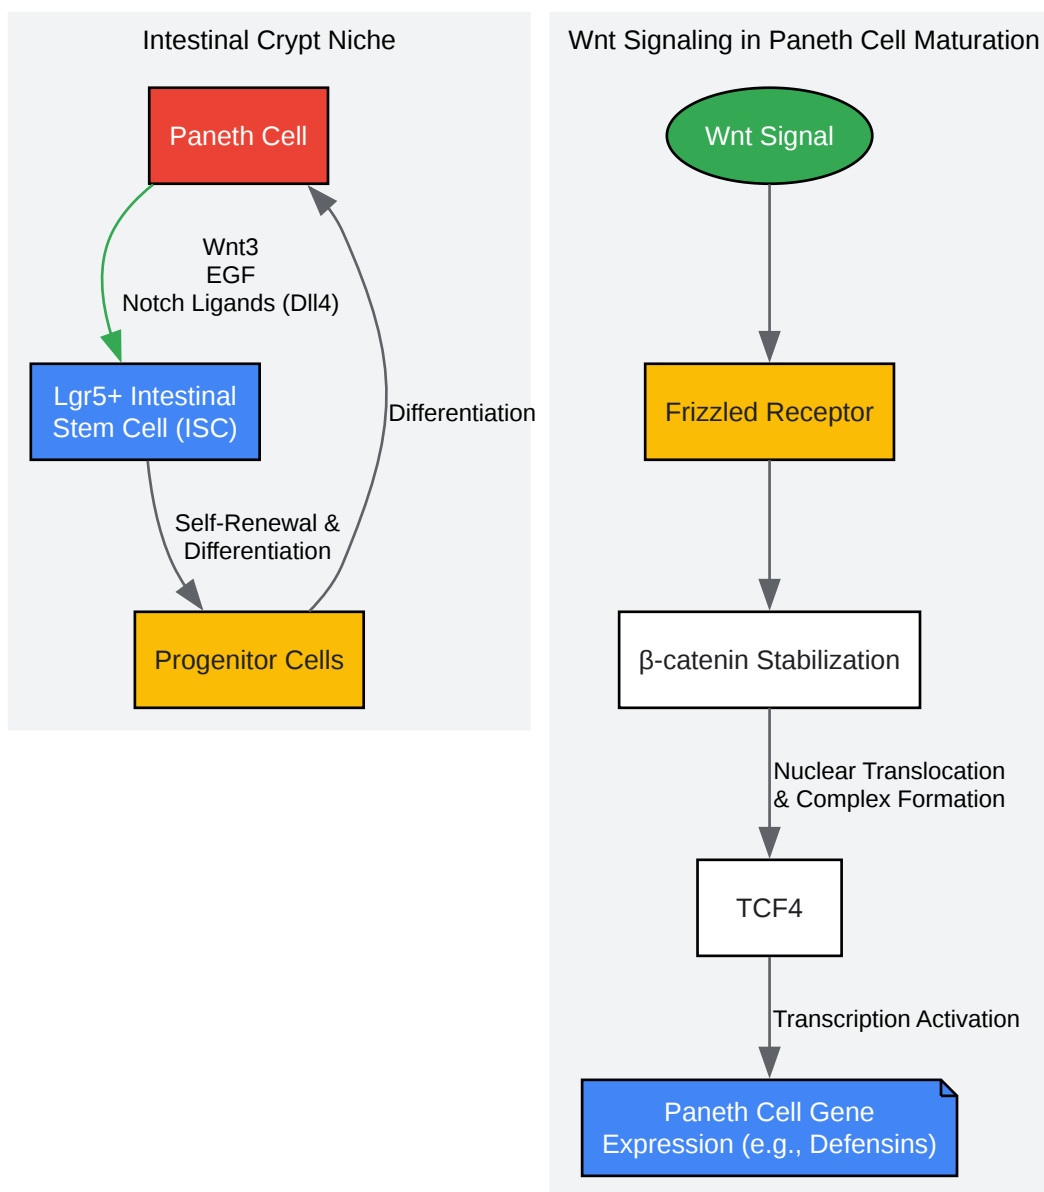 Intestinal Crypt Niche
Paneth Cell
Wnt3
EGF
Notch Ligands (Dll4)
Lgr5+ Intestinal
Stem Cell (ISC)
Differentiation
Self-Renewal &
Differentiation
Progenitor Cells
Wnt Signaling in Paneth Cell Maturation
Wnt Signal
Frizzled Receptor
β-catenin Stabilization
Nuclear Translocation
& Complex Formation
TCF4
Transcription Activation
Paneth Cell Gene
Expression (e.g., Defensins)